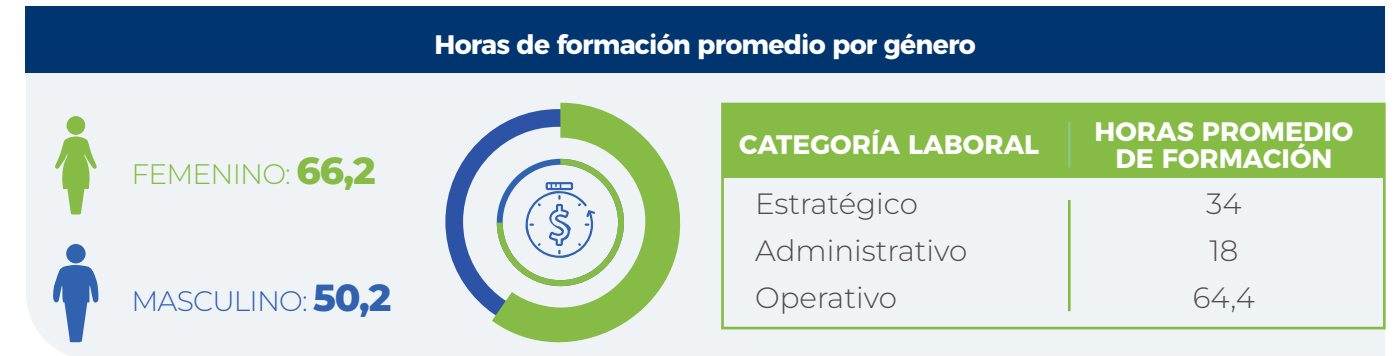 Horas de formación promedio por género
FEMENINO: 66,2
MASCULINO: 50,2
$
CATEGORÍA LABORAL
HORAS PROMEDIO
DE FORMACIÓN
Estratégico 34
Administrativo 18
Operativo 64,4